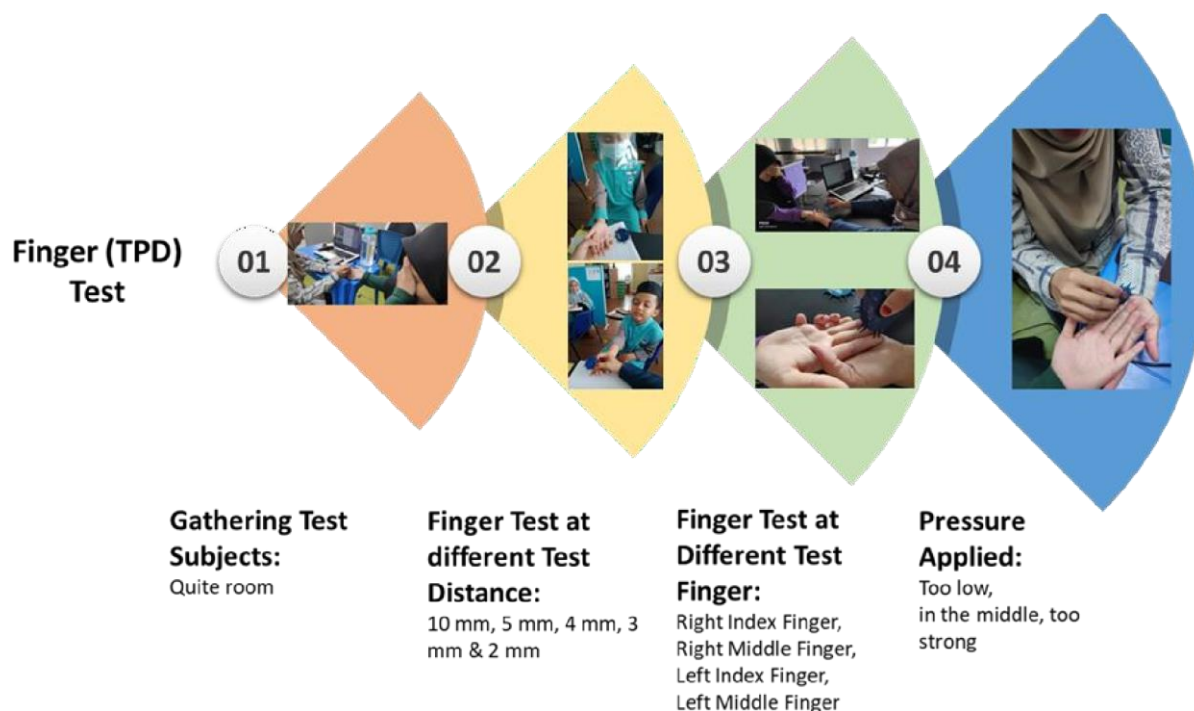 Finger (TPD)
Test
01
02
03
04
Gathering Test
Subjects:
Quite room
Finger Test at
different Test
Distance:
10 mm, 5 mm, 4 mm, 3
mm & 2 mm
Finger Test at
Different Test
Finger:
Right Index Finger,
Right Middle Finger,
Left Index Finger,
Left Middle Finger
Pressure
Applied:
Too low,
in the middle, too
strong